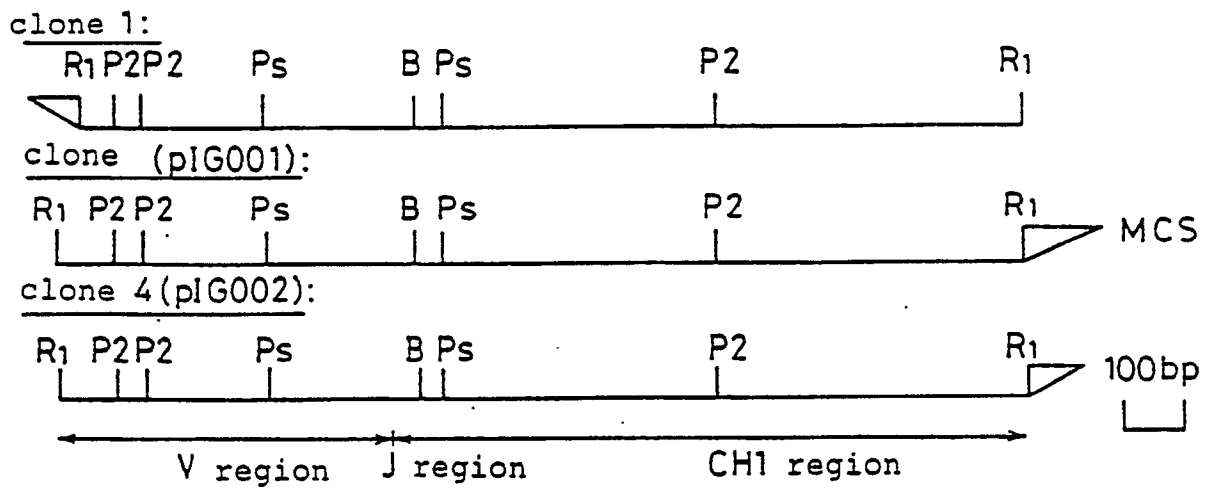 clone 1:
R1 P2 P2 Ps B Ps P2 R1
clone (pIG001):
R1 P2 P2 Ps B Ps P2 R1 MCS
clone 4(pIG002):
R1 P2 P2 Ps B Ps P2 R1 100bp
V region J region CH1 region